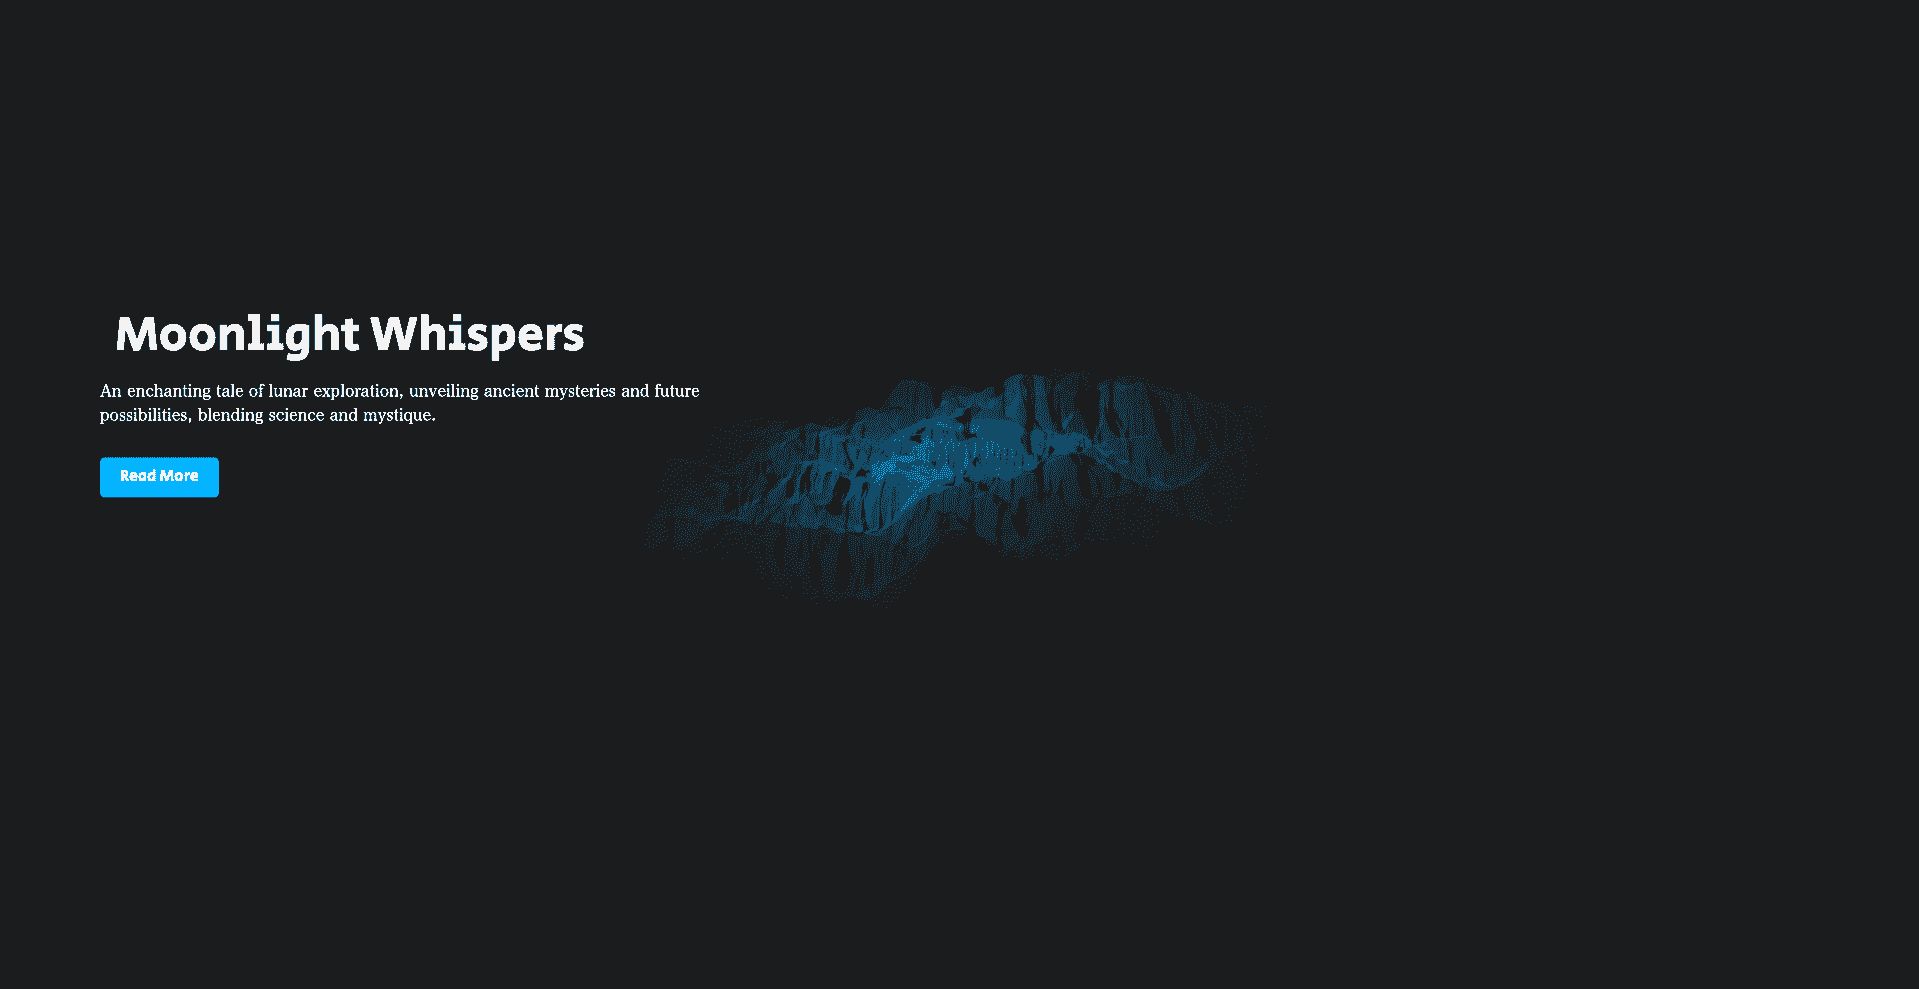 Moonlight Whispers
An enchanting tale of lunar exploration, unveiling ancient mysteries and future
possibilities, blending science and mystique.
Read More